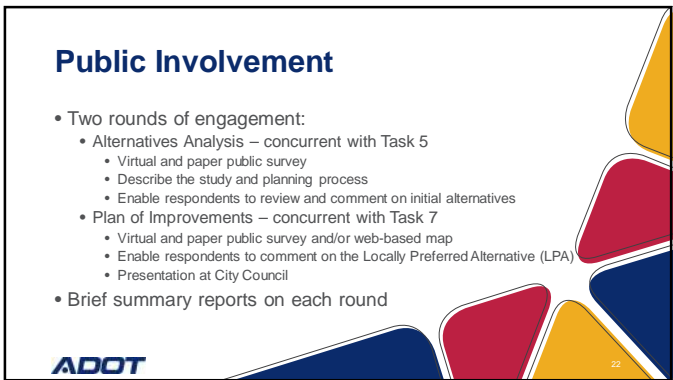 Public Involvement
• Two rounds of engagement:
• Alternatives Analysis – concurrent with Task 5
• Virtual and paper public survey
• Describe the study and planning process
• Enable respondents to review and comment on initial alternatives
• Plan of Improvements – concurrent with Task 7
• Virtual and paper public survey and/or web-based map
• Enable respondents to comment on the Locally Preferred Alternative (LPA)
• Presentation at City Council
• Brief summary reports on each round
ADOT
22